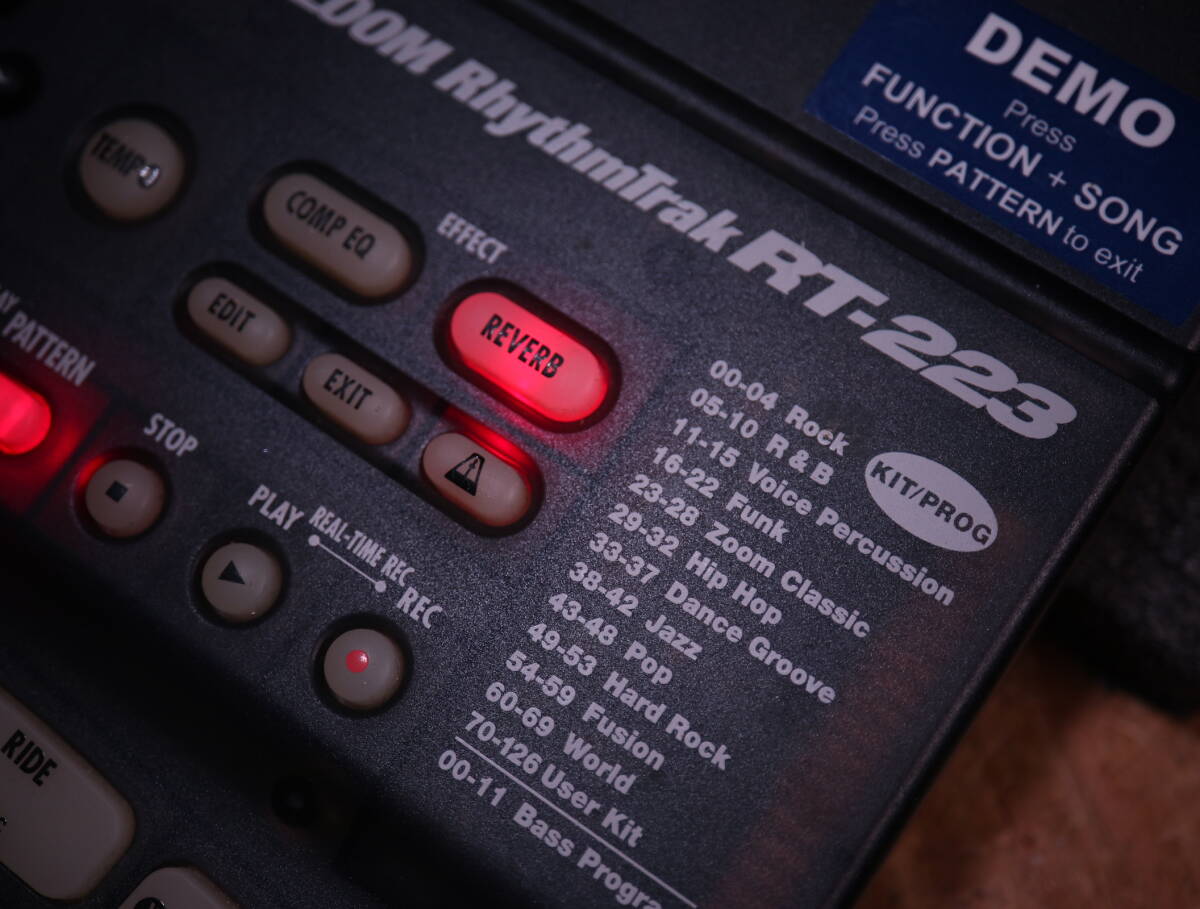 ZOOM RhythmTrak RT-223
DEMO
Press
FUNCTION + SONG
Press PATTERN to exit
TEMPO
COMP EQ
EFFECT
REVERB
EDIT
EXIT
PATTERN
STOP
PLAY
REAL-TIME REC
REC
RIDE
KIT/PROG
00-04 Rock
05-10 R & B
11-15 Voice Percussion
16-22 Funk
23-28 Zoom Classic
29-32 Hip Hop
33-37 Dance Groove
38-42 Jazz
43-48 Pop
49-53 Hard Rock
54-59 Fusion
60-69 World
70-126 User Kit
00-11 Bass Progra